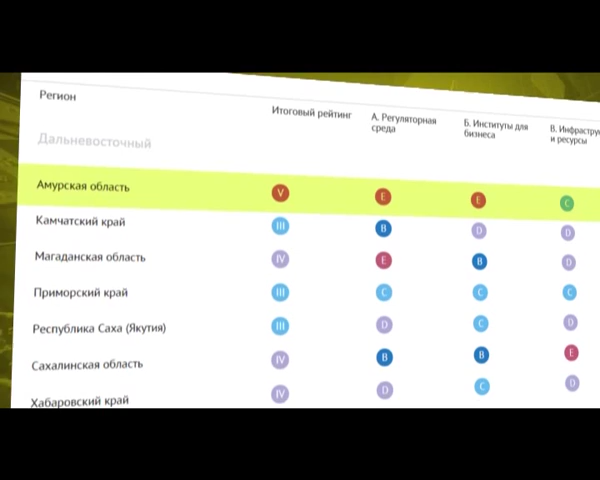 Регион Итоговый рейтинг А. Регуляторная среда Б. Институты для бизнеса В. и ресурсы
Дальневосточный
Амурская область V E E C
Камчатский край III B D D
Магаданская область IV E B D
Приморский край III C C C
Республика Саха (Якутия) III D C D
Сахалинская область IV B B E
Хабаровский край IV D C D